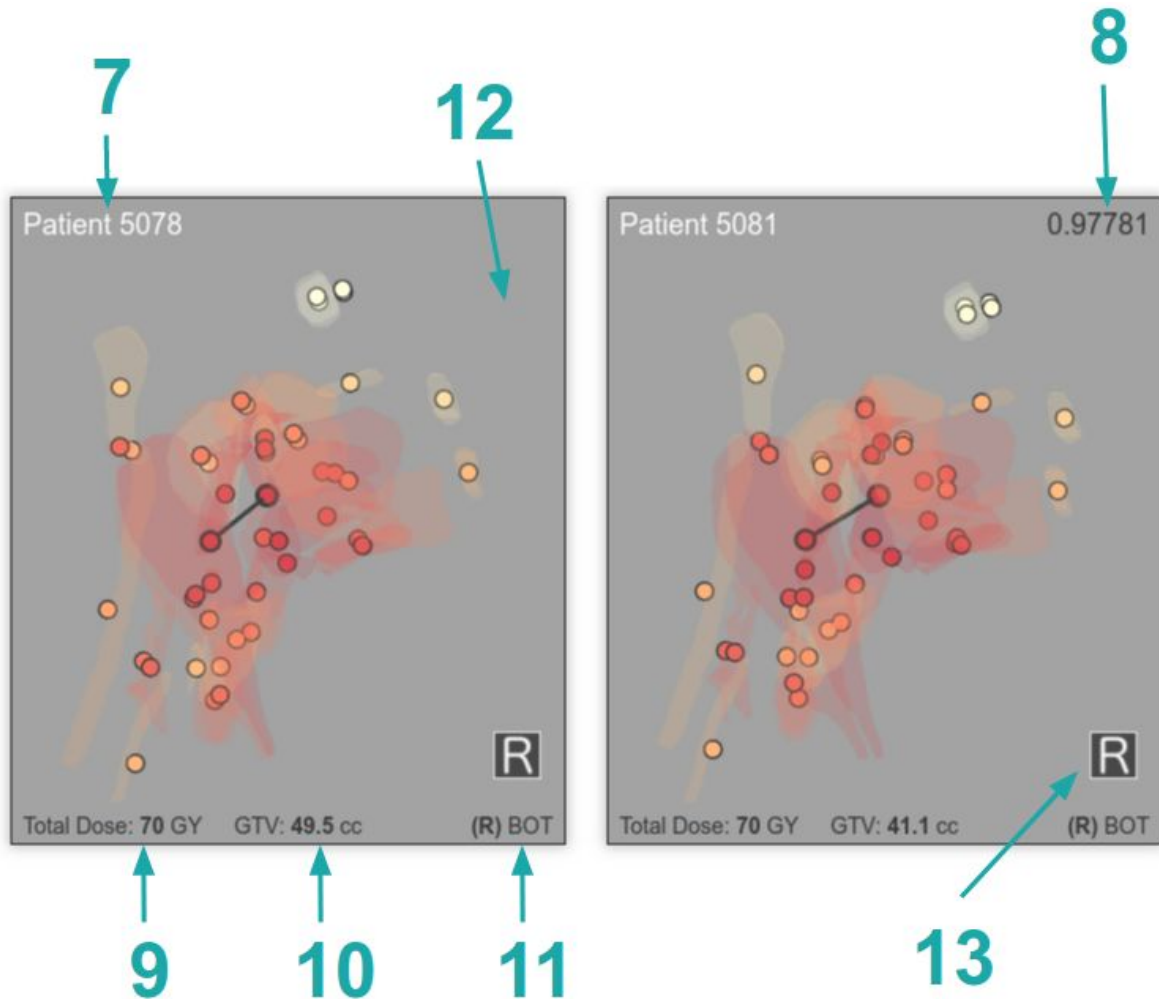 8
7
12
Patient 5078
Patient 5081 0.97781
R
R
Total Dose: 70 GY GTV: 49.5 cc (R) BOT
Total Dose: 70 GY GTV: 41.1 cc (R) BOT
9 10 11
13